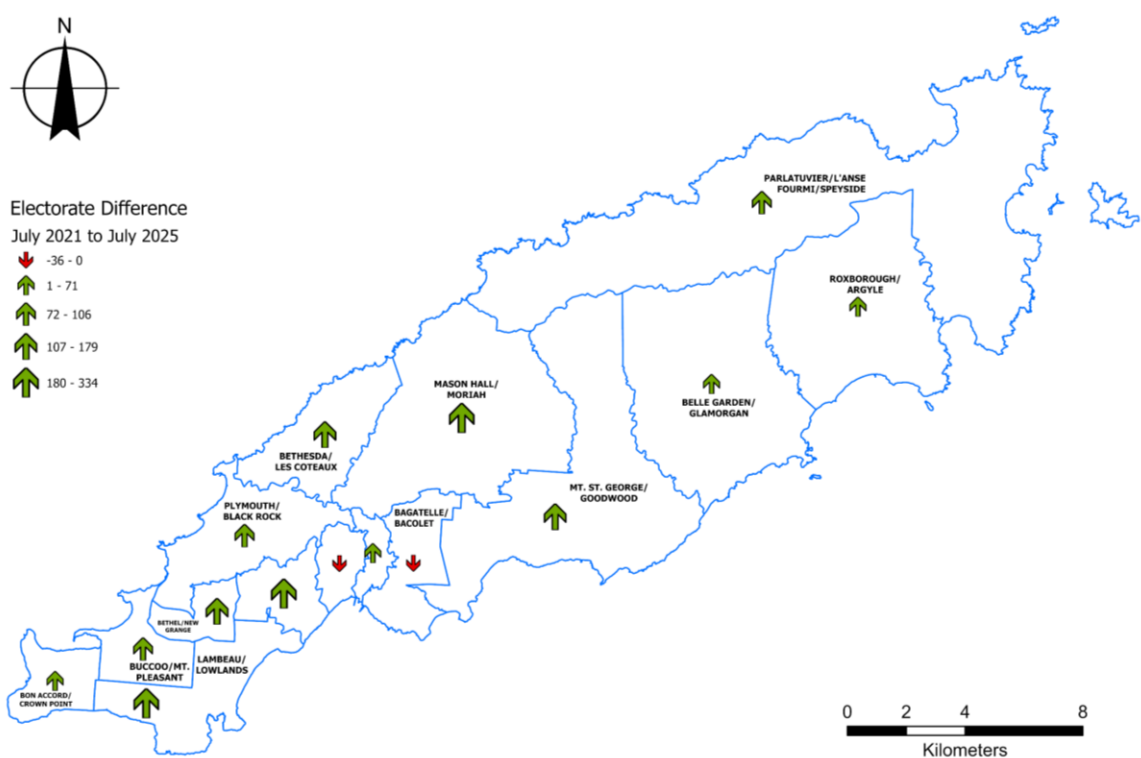 N
Electorate Difference
July 2021 to July 2025
-36 - 0
1 - 71
72 - 106
107 - 179
180 - 334
PARLATUVIER/L'ANSE
FOURMI/SPEYSIDE
ROXBOROUGH/
ARGYLE
MASON HALL/
MORIAH
BELLE GARDEN/
GLAMORGAN
BETHESDA/
LES COTEAUX
MT. ST. GEORGE/
GOODWOOD
PLYMOUTH/
BLACK ROCK
BAGATELLE/
BACOLET
BETHEL/NEW
GRANGE
BUCCOO/MT.
PLEASANT
LAMBEAU/
LOWLANDS
BON ACCORD/
CROWN POINT
0 2 4 8
Kilometers